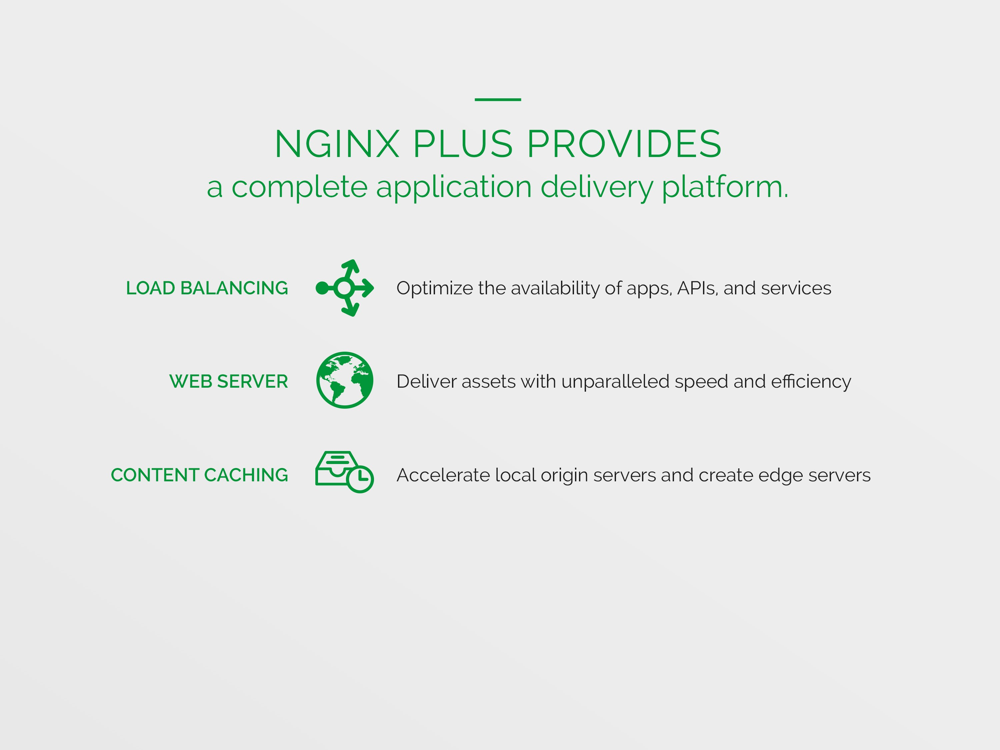 NGINX PLUS PROVIDES
a complete application delivery platform.
LOAD BALANCING
Optimize the availability of apps, APIs, and services
WEB SERVER
Deliver assets with unparalleled speed and efficiency
CONTENT CACHING
Accelerate local origin servers and create edge servers